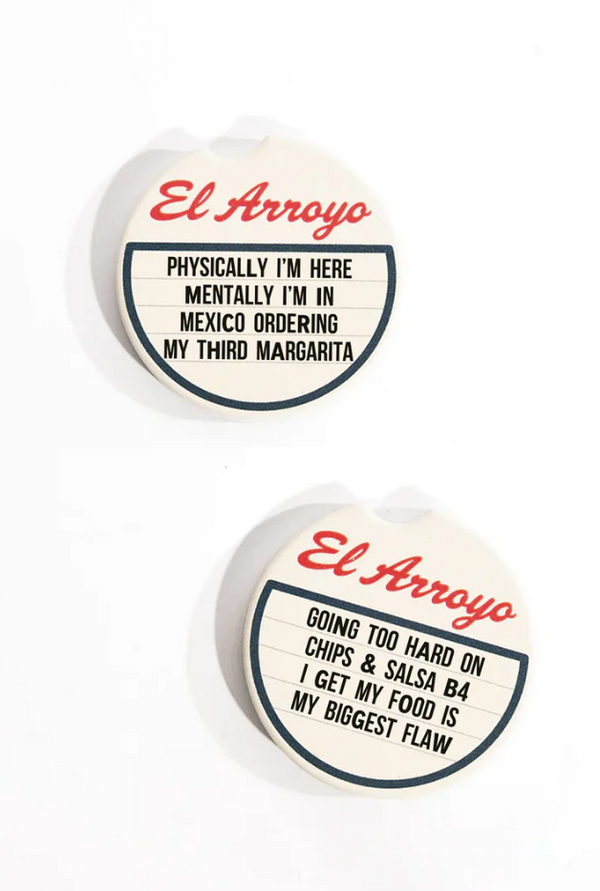 El Arroyo
PHYSICALLY I'M HERE
MENTALLY I'M IN
MEXICO ORDERING
MY THIRD MARGARITA
El Arroyo
GOING TOO HARD ON
CHIPS & SALSA B4
I GET MY FOOD IS
MY BIGGEST FLAW